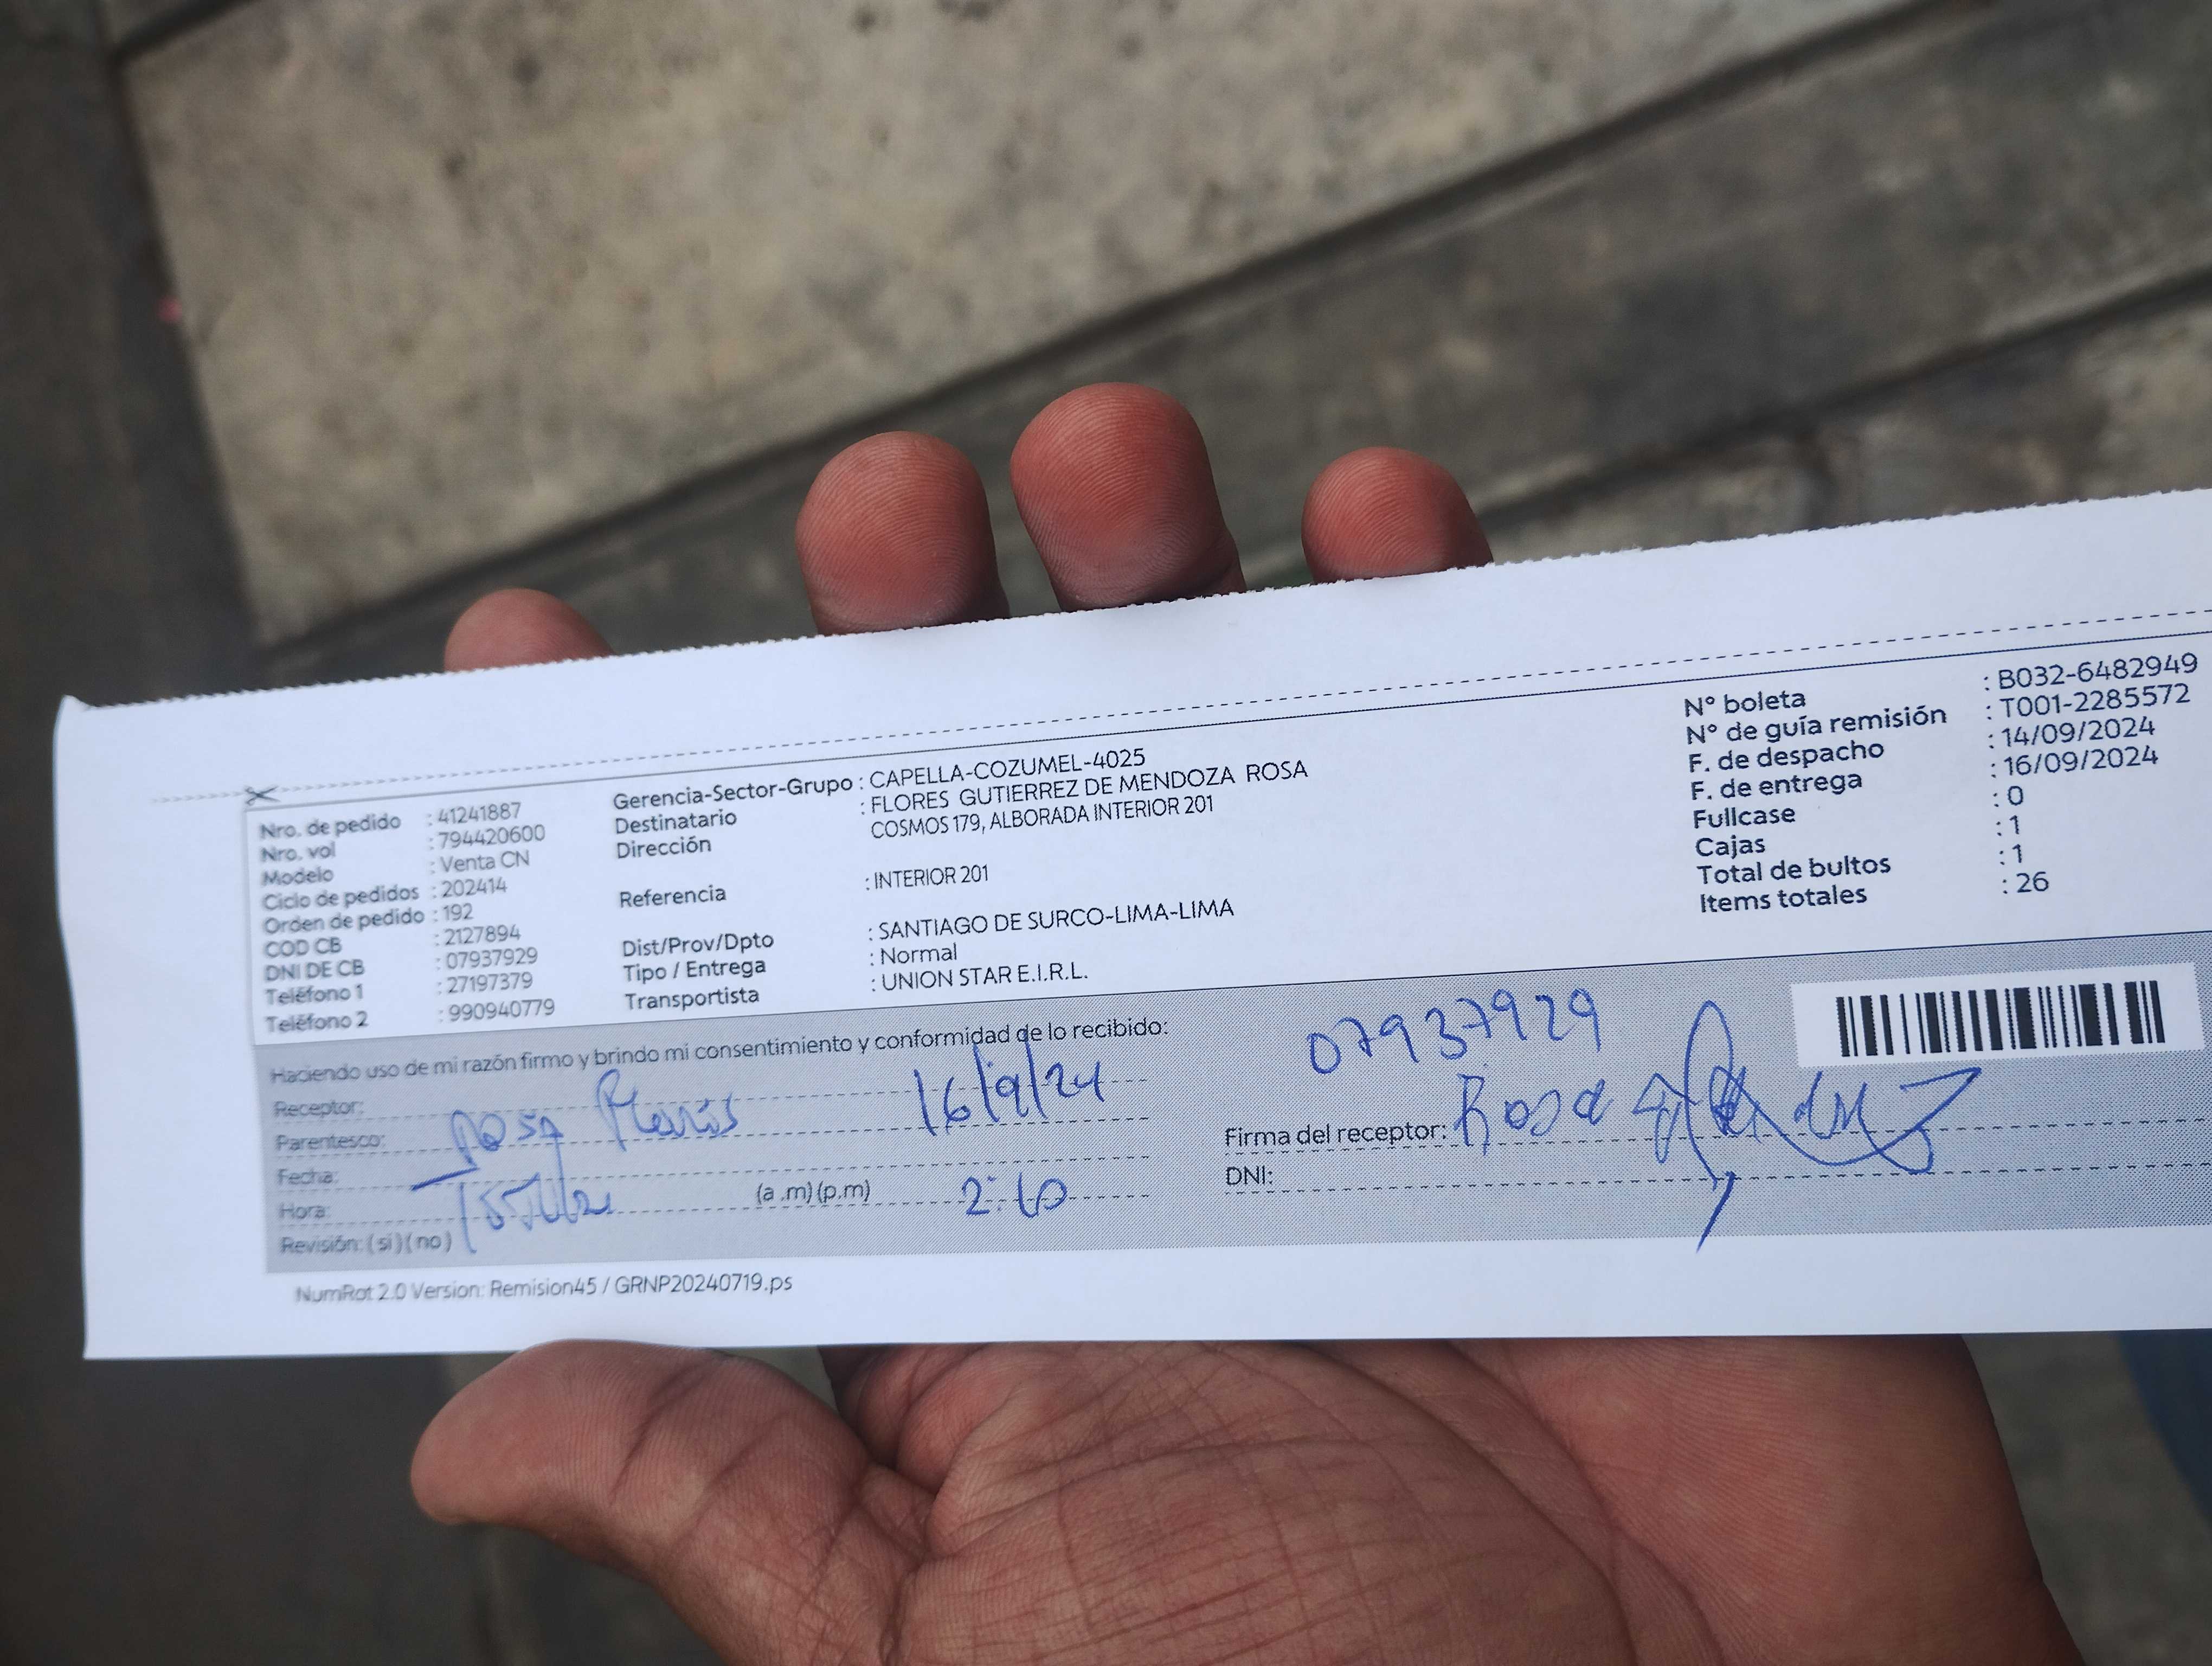 Nro. de pedido : 41241887
Nro. vol : 794420600
Modelo : Venta CN
Ciclo de pedidos : 202414
Orden de pedido : 192
COD CB : 2127894
DNI DE CB : 07937929
Teléfono 1 : 27197379
Teléfono 2 : 990940779
Gerencia-Sector-Grupo : CAPELLA-COZUMEL-4025
Destinatario : FLORES GUTIERREZ DE MENDOZA ROSA
Dirección COSMOS 179, ALBORADA INTERIOR 201
Referencia : INTERIOR 201
Dist/Prov/Dpto : SANTIAGO DE SURCO-LIMA-LIMA
Tipo / Entrega : Normal
Transportista : UNION STAR E.I.R.L.
N° boleta : B032-6482949
N° de guía remisión : T001-2285572
F. de despacho : 14/09/2024
F. de entrega : 16/09/2024
Fullcase : 0
Cajas : 1
Total de bultos : 1
Items totales : 26
Haciendo uso de mi razón firmo y brindo mi consentimiento y conformidad de lo recibido:
Receptor:
Parentesco: Rosa 16/9/24
Fecha:
Hora: (a .m)(p.m) 2:10
Revisión: (si)(no)
07937929
Firma del receptor: Rosa
DNI:
NumRot 2.0 Version: Remision45 / GRNP20240719.ps